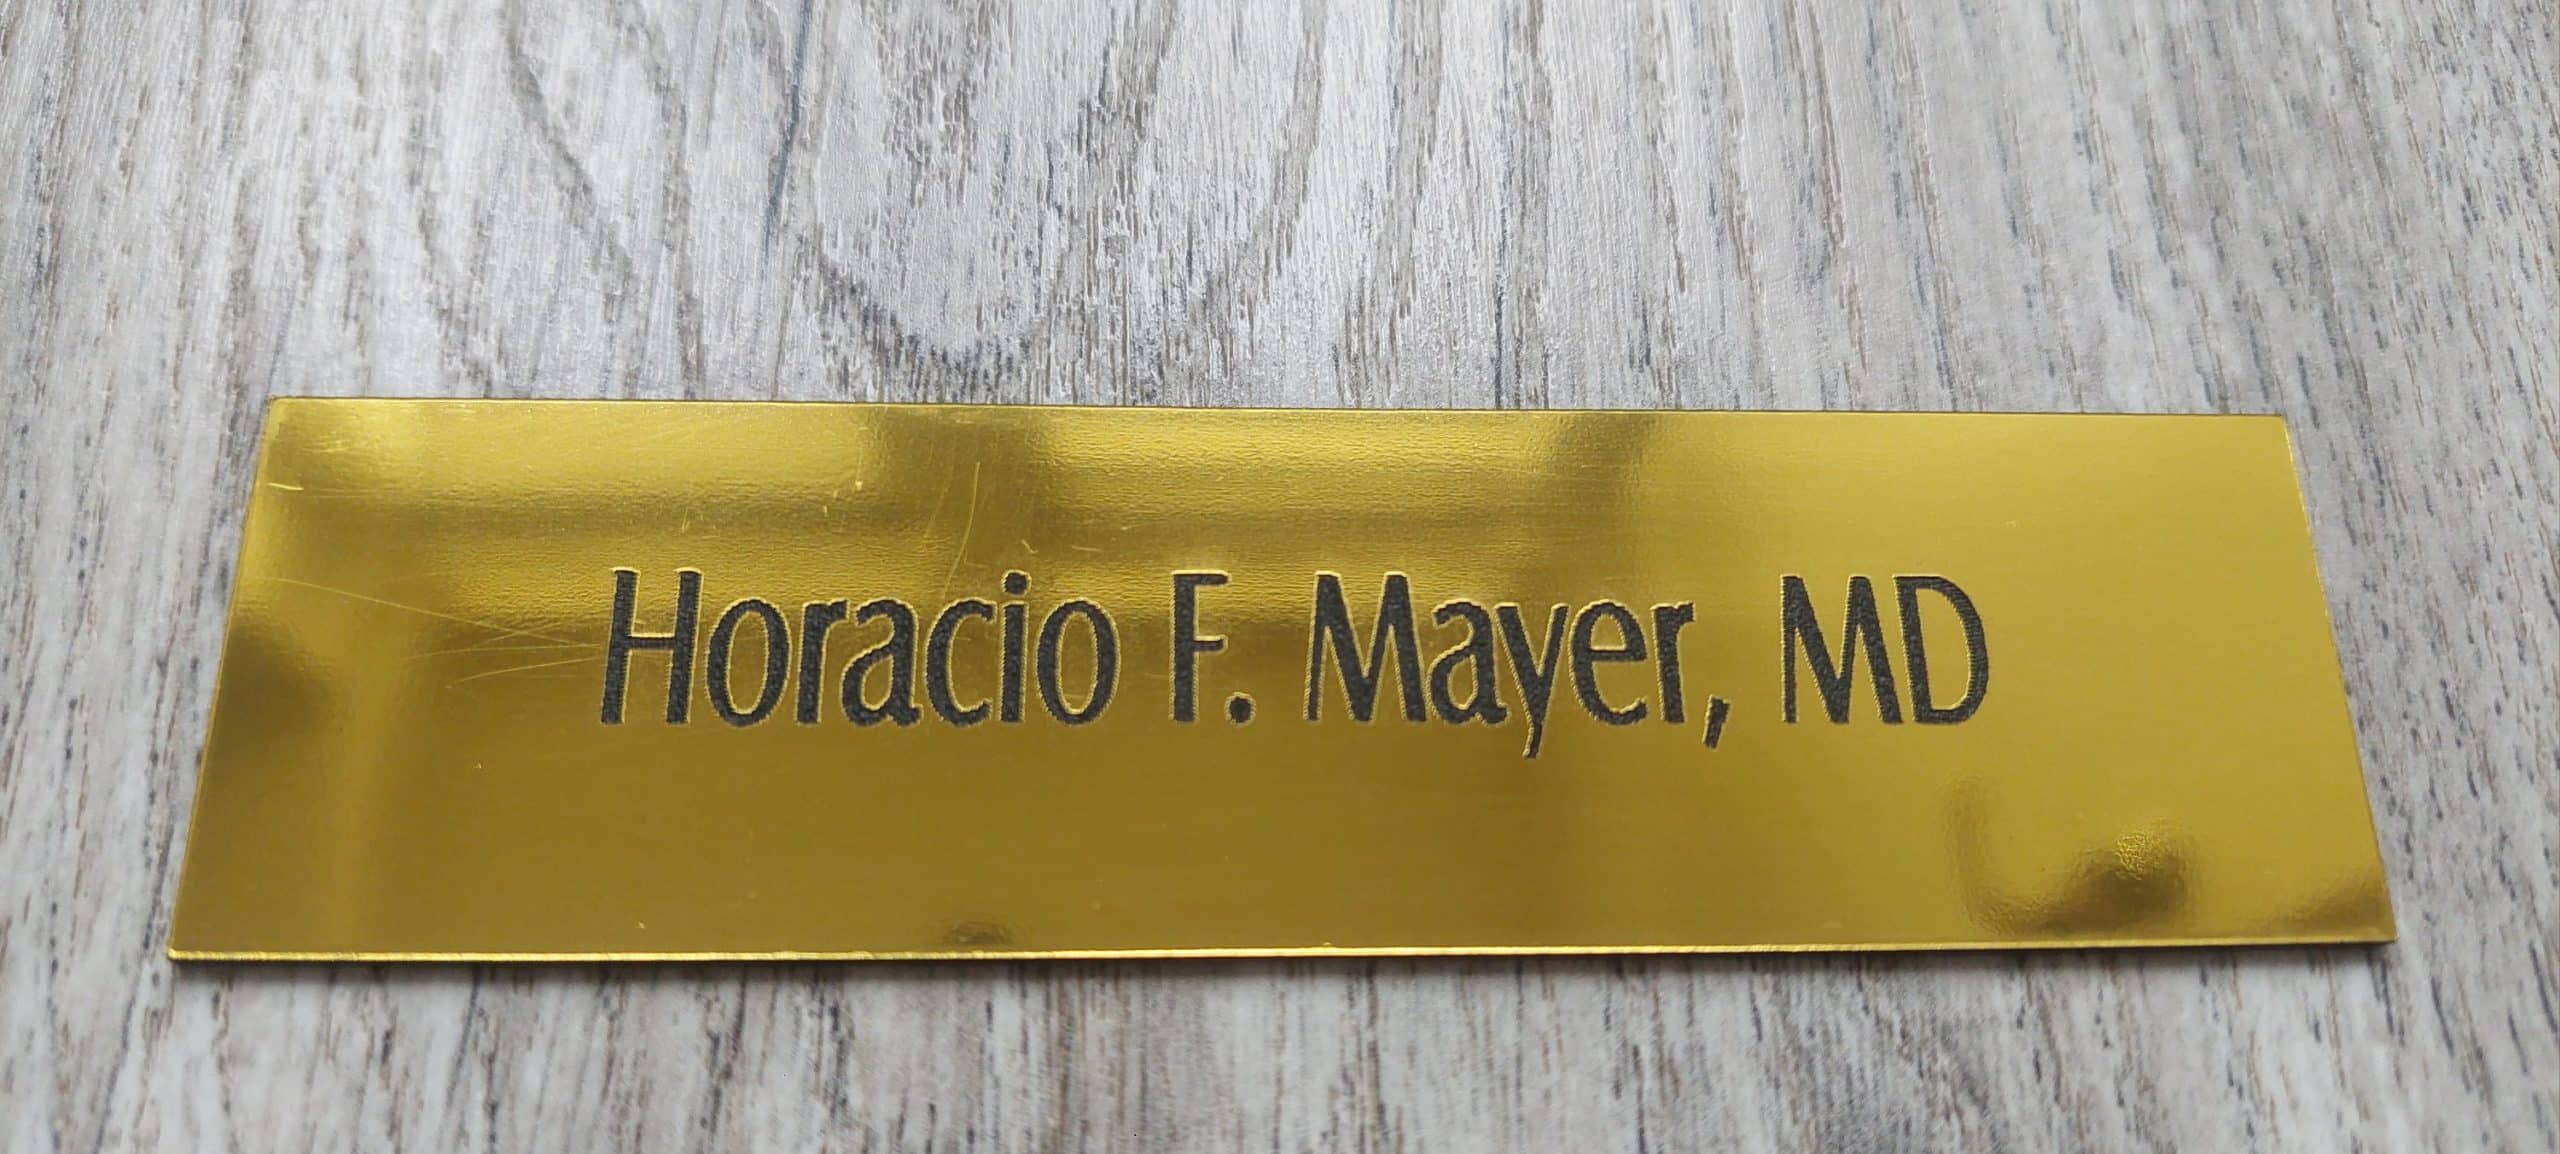 Horacio F. Mayer, MD